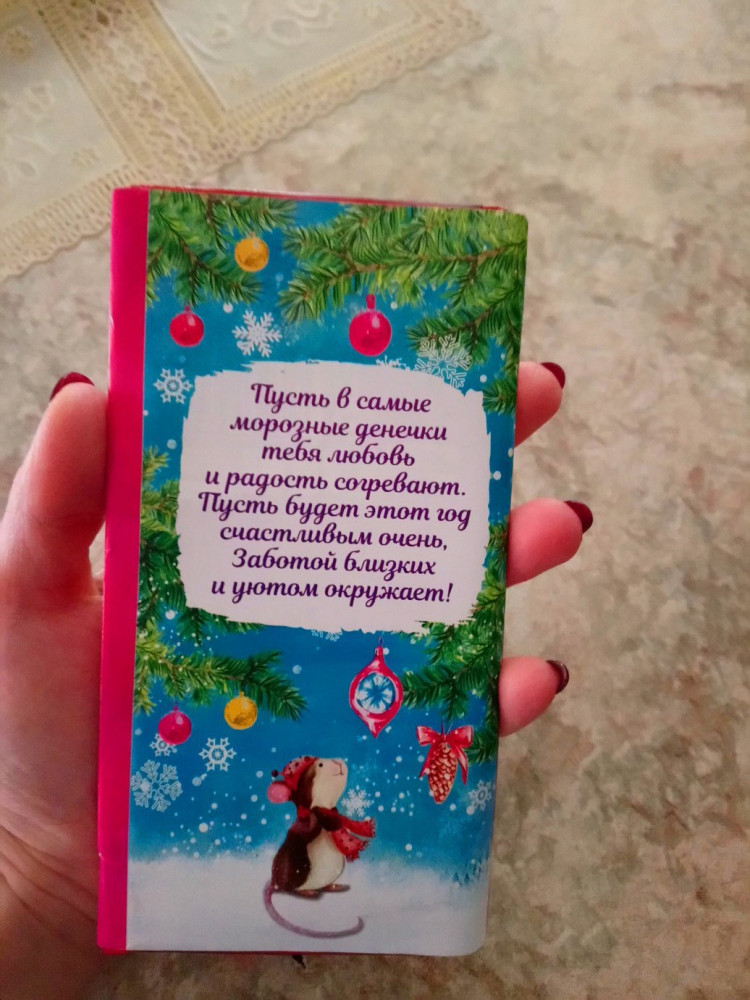 Пусть в самые
морозные денечки
тебя любовь
и радость согревают.
Пусть будет этот год
счастливым очень,
Заботой близких
и уютом окружает!